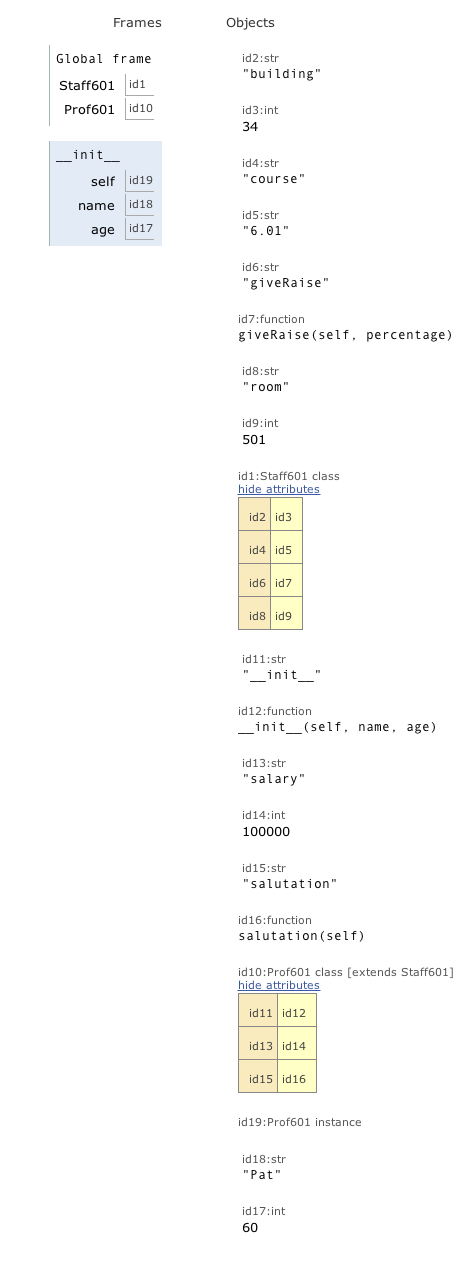 Frames Objects
Global frame
Staff601 id1
Prof601 id10
__init__
self id19
name id18
age id17
id2:str
"building"
id3:int
34
id4:str
"course"
id5:str
"6.01"
id6:str
"giveRaise"
id7:function
giveRaise(self, percentage)
id8:str
"room"
id9:int
501
id1:Staff601 class
hide attributes
id2 id3
id4 id5
id6 id7
id8 id9
id11:str
"__init__"
id12:function
__init__(self, name, age)
id13:str
"salary"
id14:int
100000
id15:str
"salutation"
id16:function
salutation(self)
id10:Prof601 class [extends Staff601]
hide attributes
id11 id12
id13 id14
id15 id16
id19:Prof601 instance
id18:str
"Pat"
id17:int
60